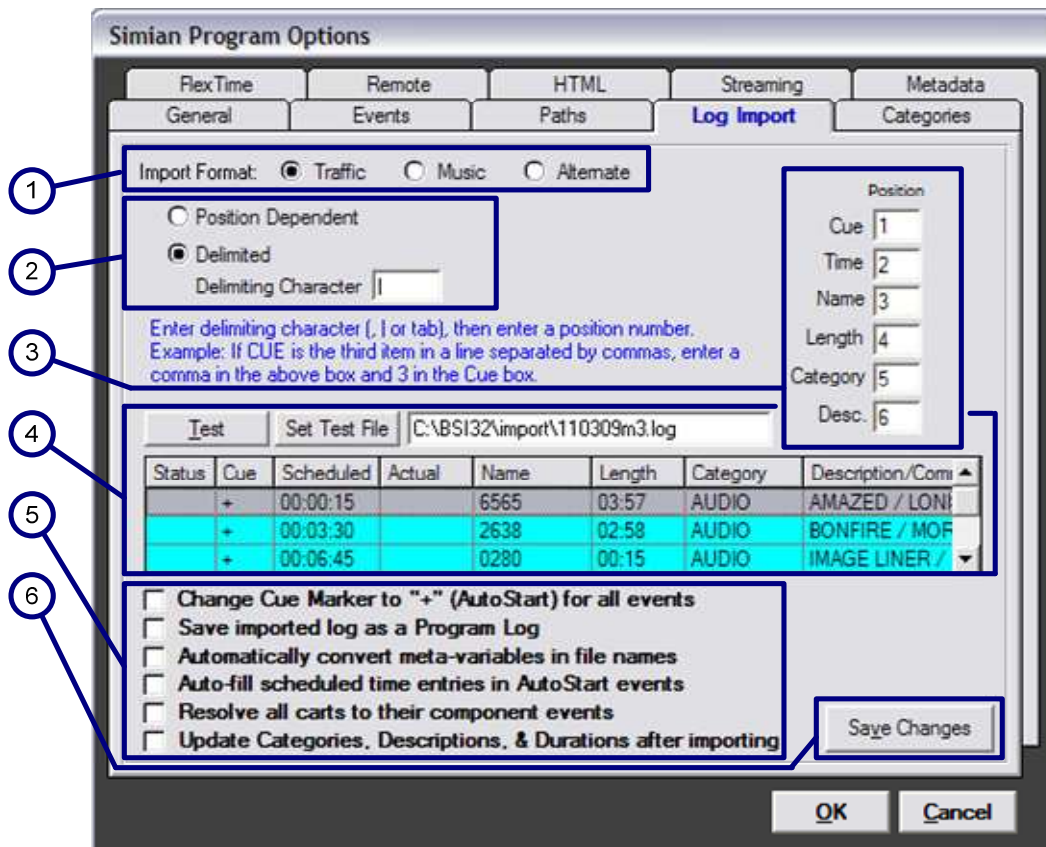 Simian Program Options
FlexTime Remote HTML Streaming Metadata
General Events Paths Log Import Categories
1
Import Format: Traffic Music Alternate
Position
2
Position Dependent
Delimited
Delimiting Character |
Cue 1
Time 2
Name 3
Length 4
Category 5
Desc. 6
3
Enter delimiting character (, | or tab), then enter a position number.
Example: If CUE is the third item in a line separated by commas, enter a
comma in the above box and 3 in the Cue box.
4
Test Set Test File C:\BSI32\import\110309m3.log
Status Cue Scheduled Actual Name Length Category Description/Com
+ 00:00:15 6565 03:57 AUDIO AMAZED / LON
+ 00:03:30 2638 02:58 AUDIO BONFIRE / MOR
+ 00:06:45 0280 00:15 AUDIO IMAGE LINER /
5
Change Cue Marker to "+" (AutoStart) for all events
Save imported log as a Program Log
Automatically convert meta-variables in file names
Auto-fill scheduled time entries in AutoStart events
Resolve all carts to their component events
Update Categories, Descriptions, & Durations after importing
6
Save Changes
OK Cancel